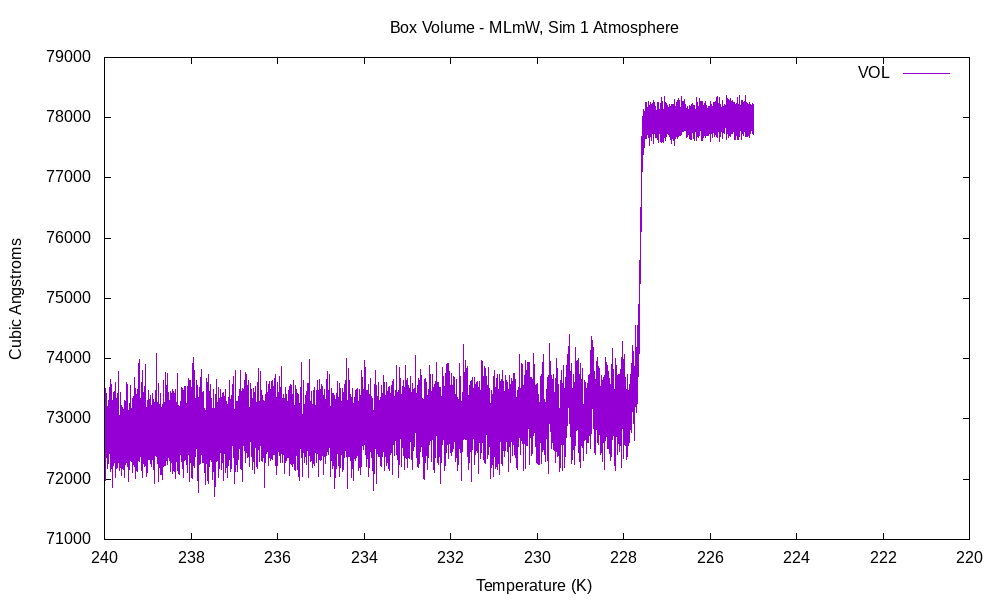 Box Volume - MLmW, Sim 1 Atmosphere
VOL
79000
78000
77000
76000
75000
74000
73000
72000
71000
Cubic Angstroms
240 238 236 234 232 230 228 226 224 222 220
Temperature (K)